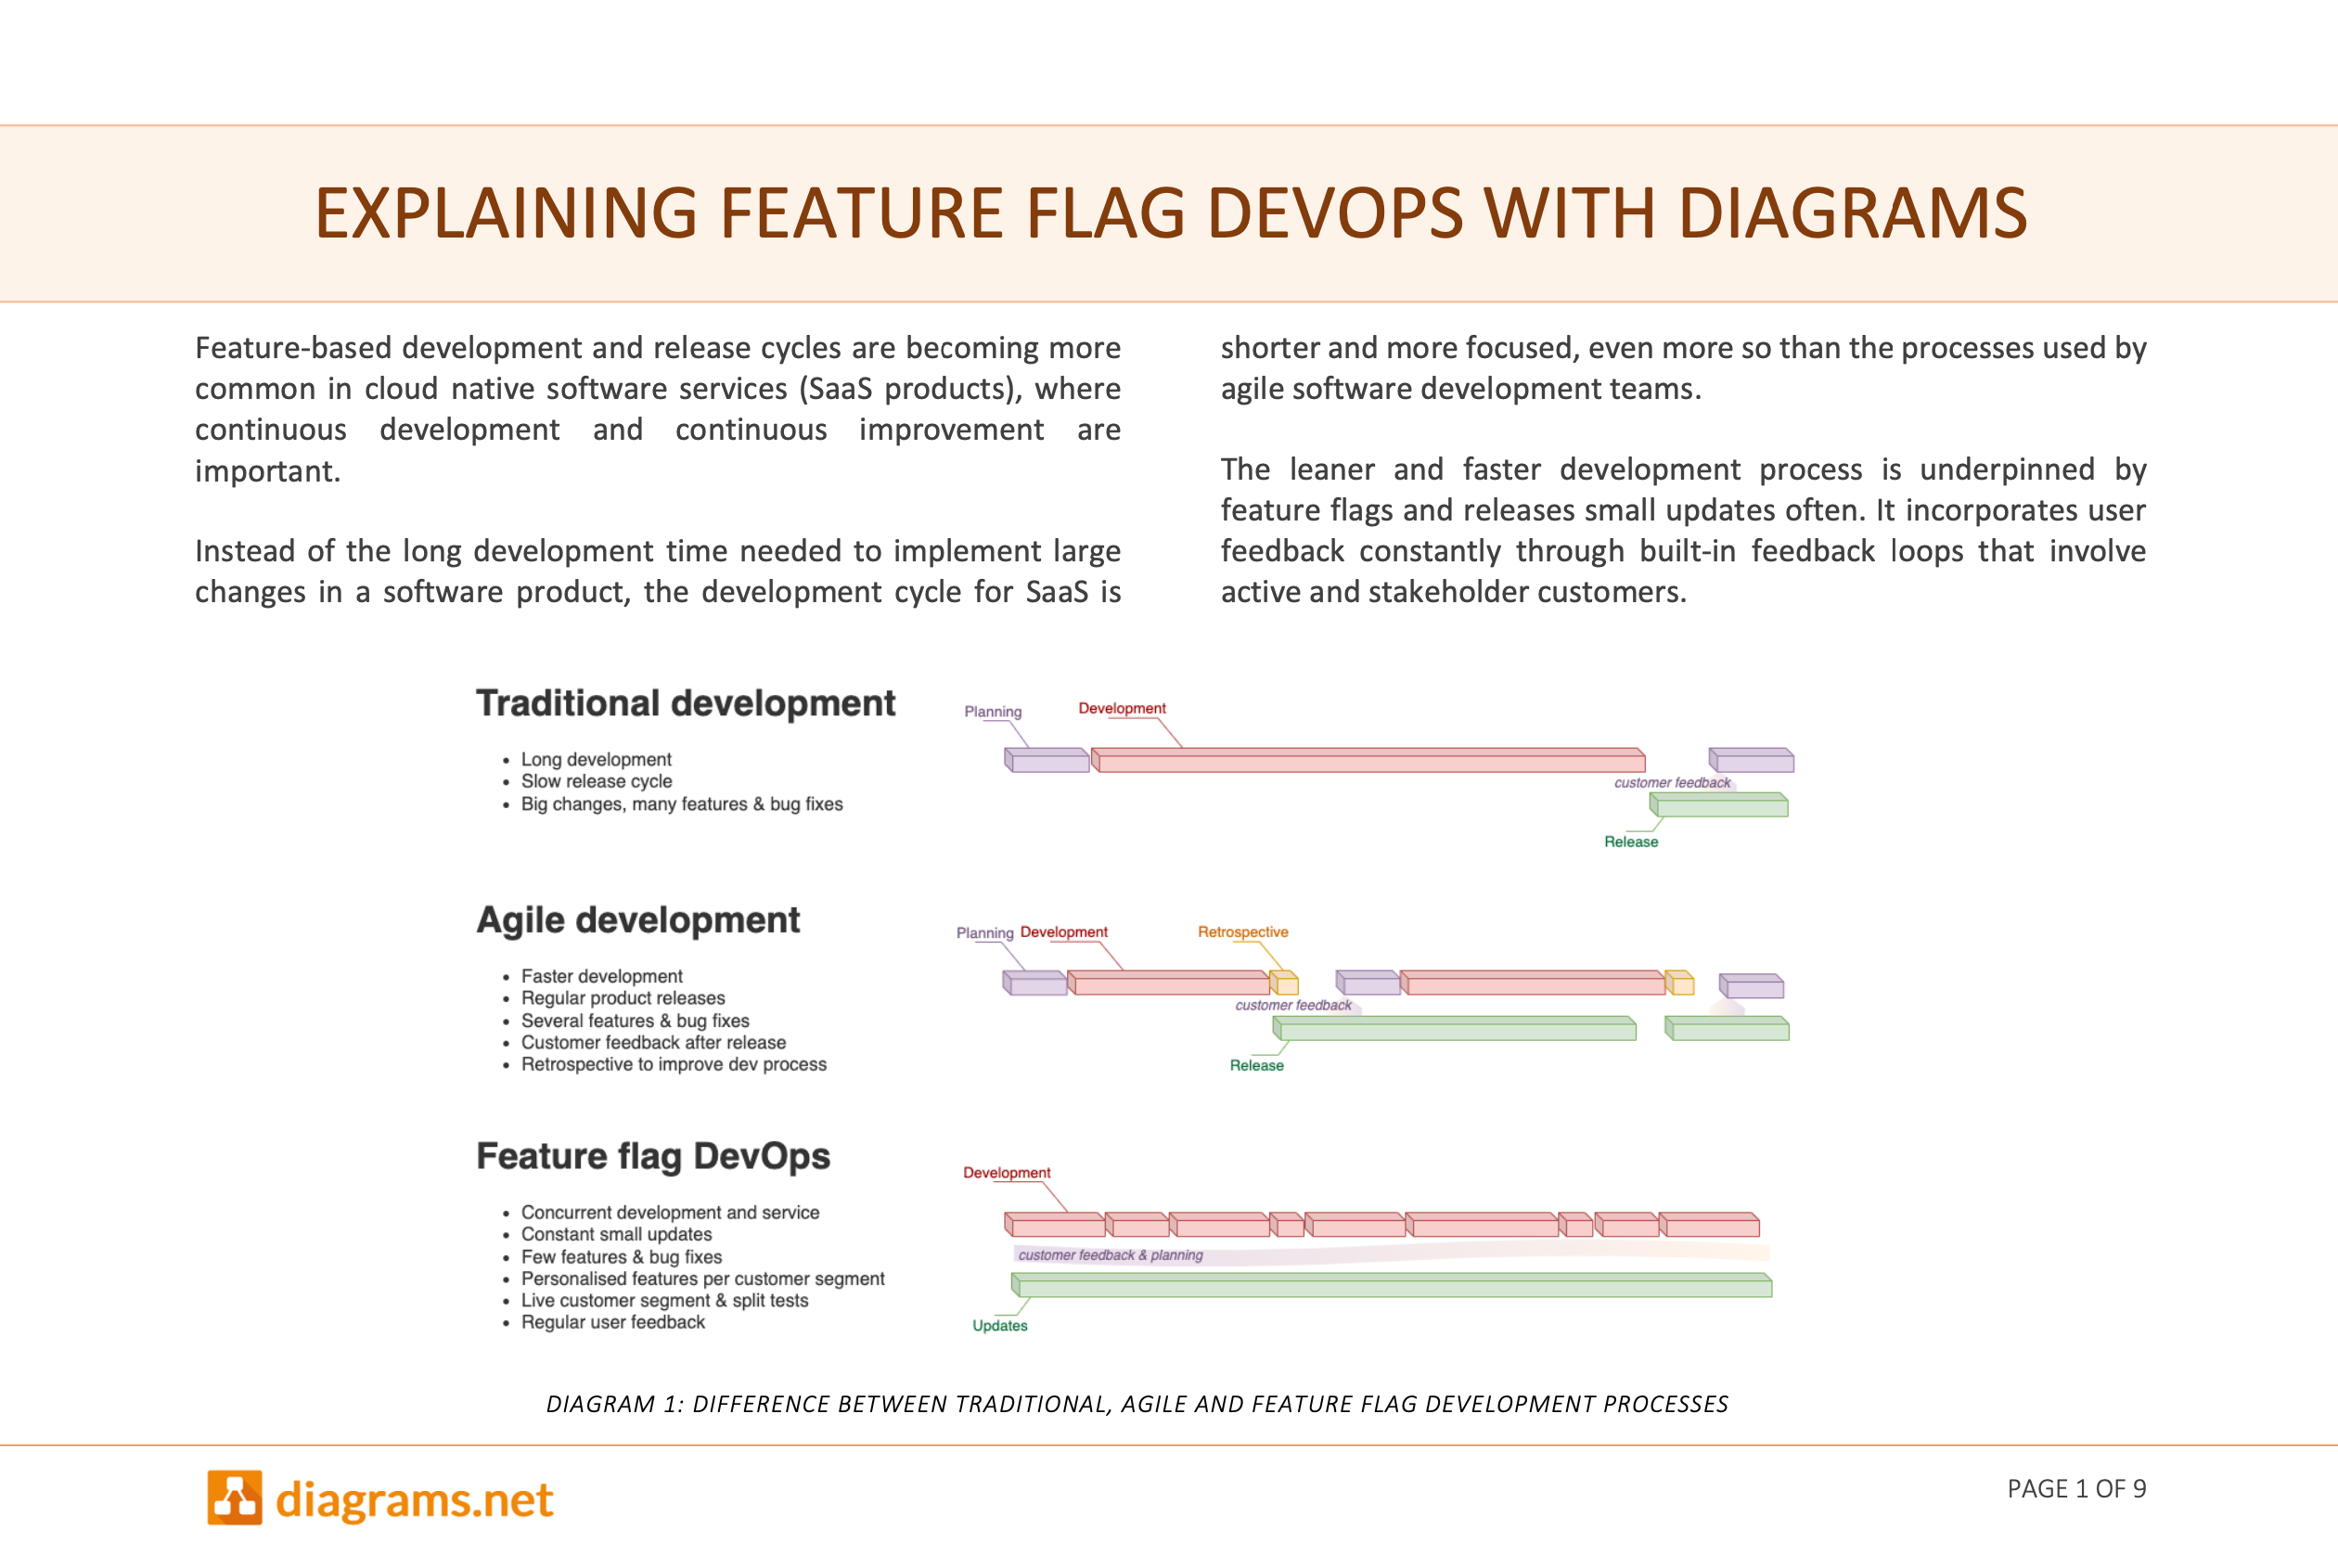 EXPLAINING FEATURE FLAG DEVOPS WITH DIAGRAMS
Feature-based development and release cycles are becoming more
common in cloud native software services (SaaS products), where
continuous development and continuous improvement are
important.
Instead of the long development time needed to implement large
changes in a software product, the development cycle for SaaS is
shorter and more focused, even more so than the processes used by
agile software development teams.
The leaner and faster development process is underpinned by
feature flags and releases small updates often. It incorporates user
feedback constantly through built-in feedback loops that involve
active and stakeholder customers.
Traditional development
• Long development
• Slow release cycle
• Big changes, many features & bug fixes
Planning
Development
customer feedback
Release
Agile development
• Faster development
• Regular product releases
• Several features & bug fixes
• Customer feedback after release
• Retrospective to improve dev process
Planning
Development
Retrospective
customer feedback
Release
Feature flag DevOps
• Concurrent development and service
• Constant small updates
• Few features & bug fixes
• Personalised features per customer segment
• Live customer segment & split tests
• Regular user feedback
Development
customer feedback & planning
Updates
DIAGRAM 1: DIFFERENCE BETWEEN TRADITIONAL, AGILE AND FEATURE FLAG DEVELOPMENT PROCESSES
diagrams.net
PAGE 1 OF 9